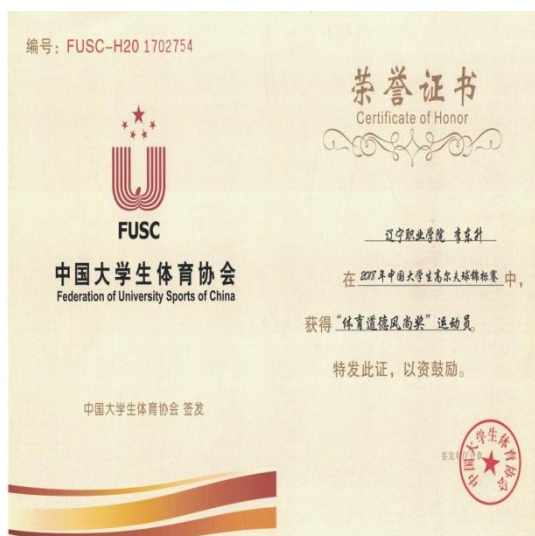 编号：FUSC-H20 1702754
FUSC
中国大学生体育协会
Federation of University Sports of China
中国大学生体育协会 签发
荣誉证书
Certificate of Honor
辽宁职业学院 李东升
在 2018年中国大学生高尔夫球锦标赛 中，
获得 “体育道德风尚奖” 运动员。
特发此证，以资鼓励。
中国大学生体育协会